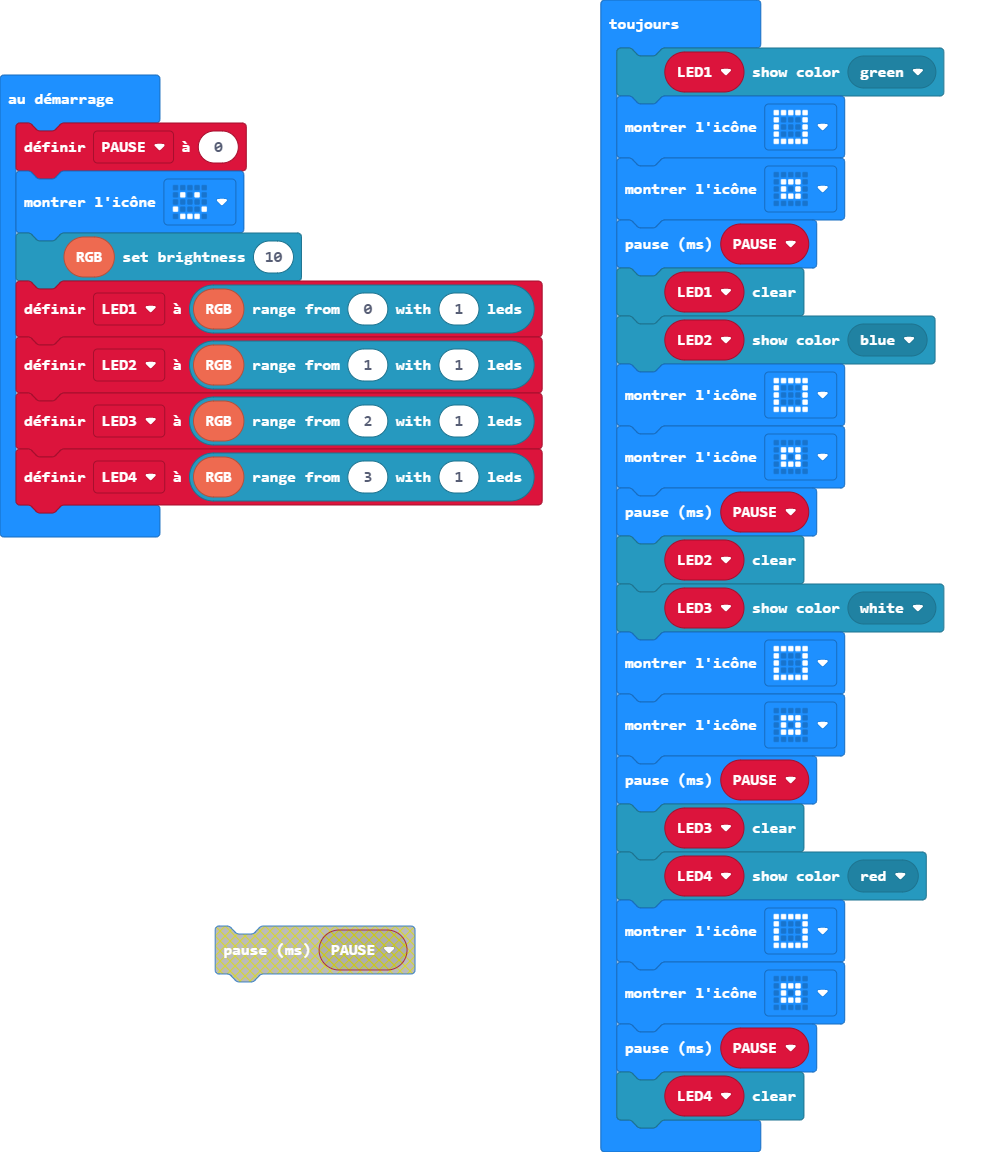 au démarrage
définir PAUSE à 0
montrer l'icône
RGB set brightness 10
définir LED1 à RGB range from 0 with 1 leds
définir LED2 à RGB range from 1 with 1 leds
définir LED3 à RGB range from 2 with 1 leds
définir LED4 à RGB range from 3 with 1 leds
pause (ms) PAUSE
toujours
LED1 show color green
montrer l'icône
montrer l'icône
pause (ms) PAUSE
LED1 clear
LED2 show color blue
montrer l'icône
montrer l'icône
pause (ms) PAUSE
LED2 clear
LED3 show color white
montrer l'icône
montrer l'icône
pause (ms) PAUSE
LED3 clear
LED4 show color red
montrer l'icône
montrer l'icône
pause (ms) PAUSE
LED4 clear